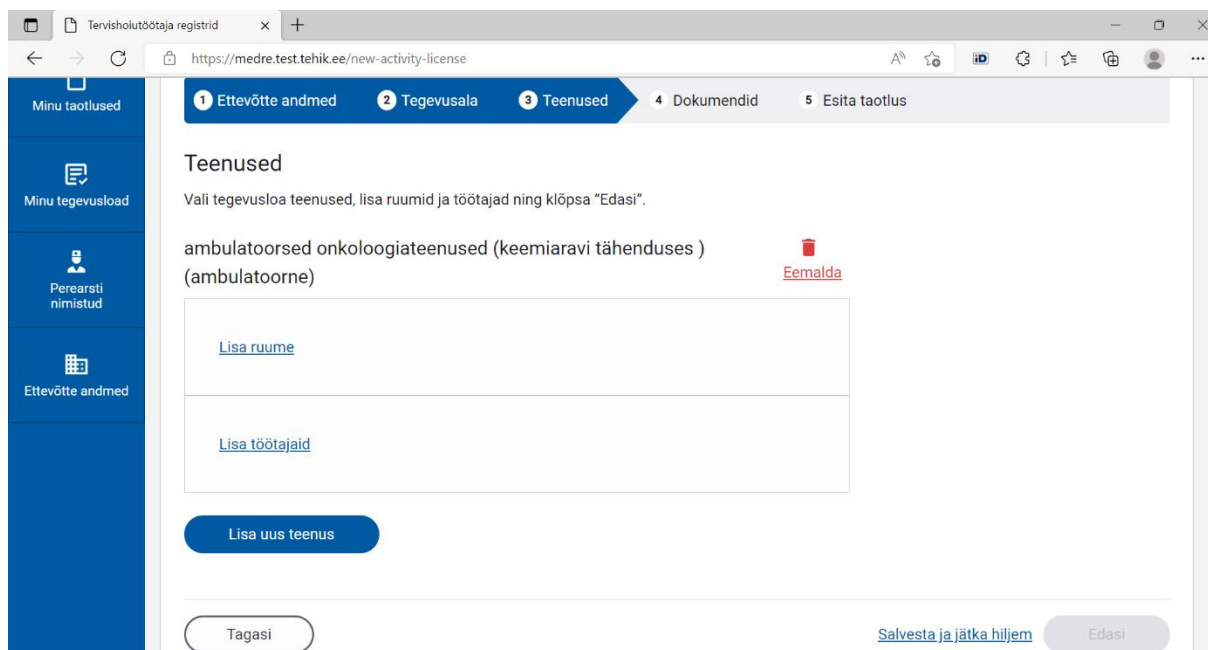 Tervishoiutöötaja registrid
https://medre.test.tehik.ee/new-activity-license
Minu taotlused
Minu tegevusload
Perearsti
nimistud
Ettevõtte andmed
1 Ettevõtte andmed 2 Tegevusala 3 Teenused 4 Dokumendid 5 Esita taotlus
Teenused
Vali tegevusloa teenused, lisa ruumid ja töötajad ning klõpsa “Edasi”.
ambulatoorsed onkoloogiateenused (keemiaravi tähenduses )
(ambulatoorne)
Eemalda
Lisa ruume
Lisa töötajaid
Lisa uus teenus
Tagasi
Salvesta ja jätka hiljem
Edasi